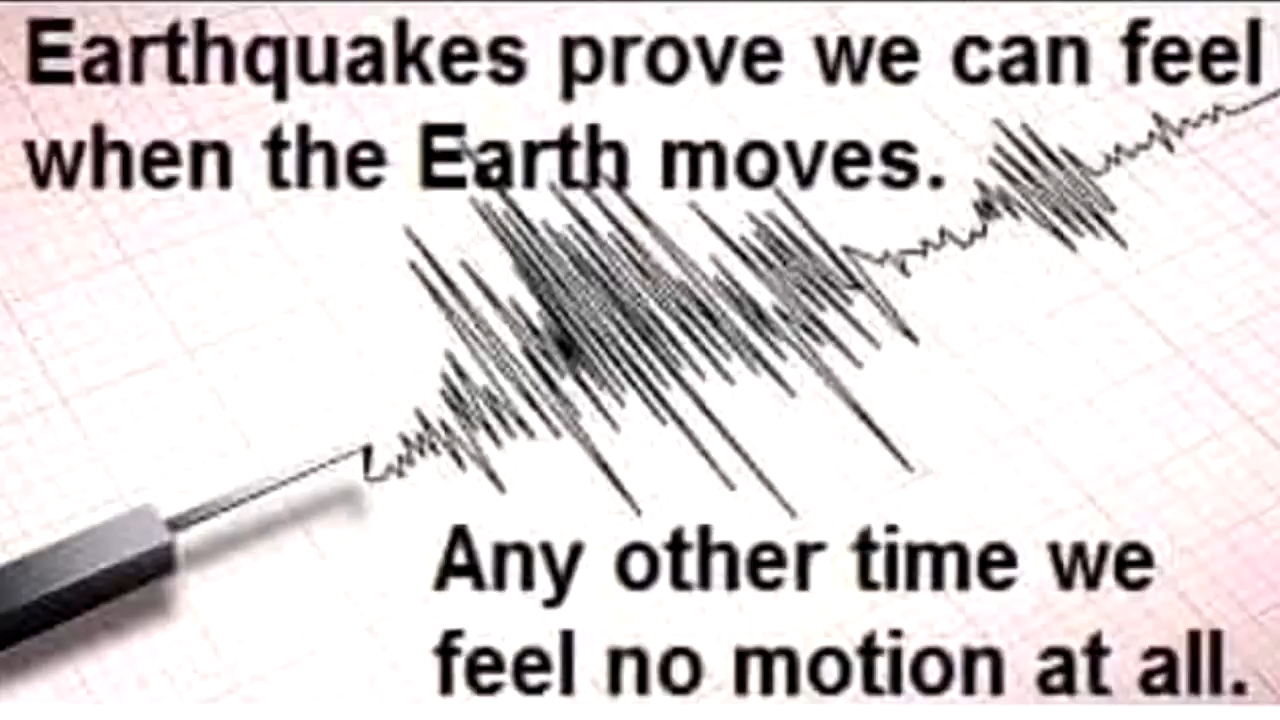 Earthquakes prove we can feel
when the Earth moves.
Any other time we
feel no motion at all.